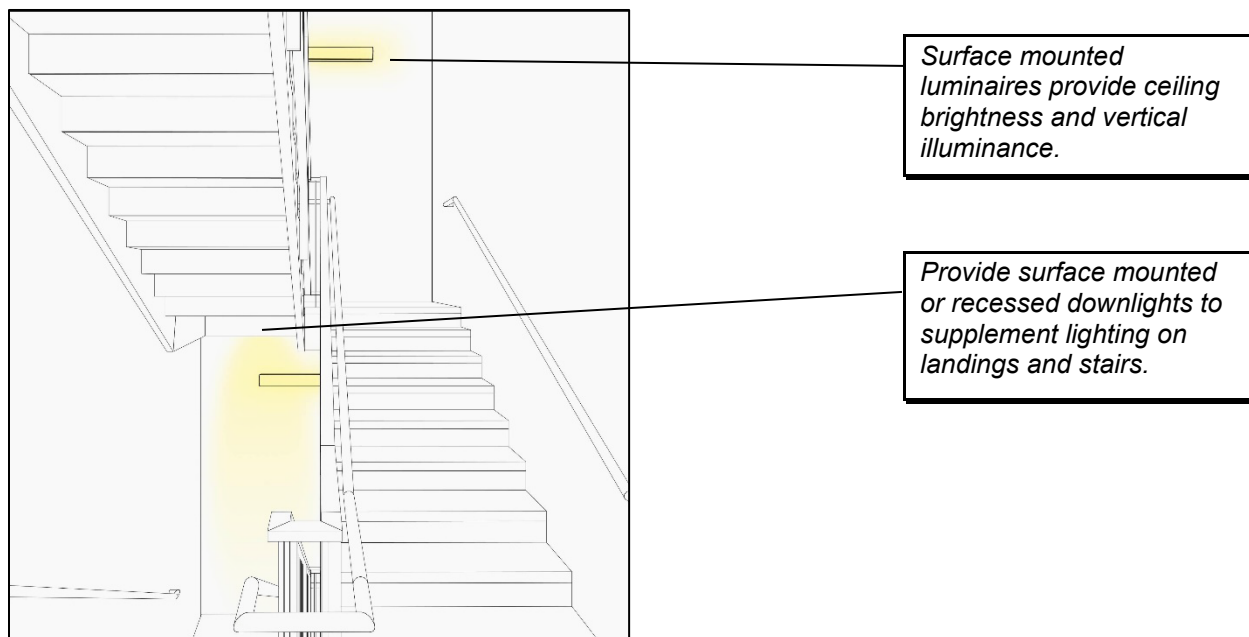 Surface mounted
luminaires provide ceiling
brightness and vertical
illuminance.
Provide surface mounted
or recessed downlights to
supplement lighting on
landings and stairs.